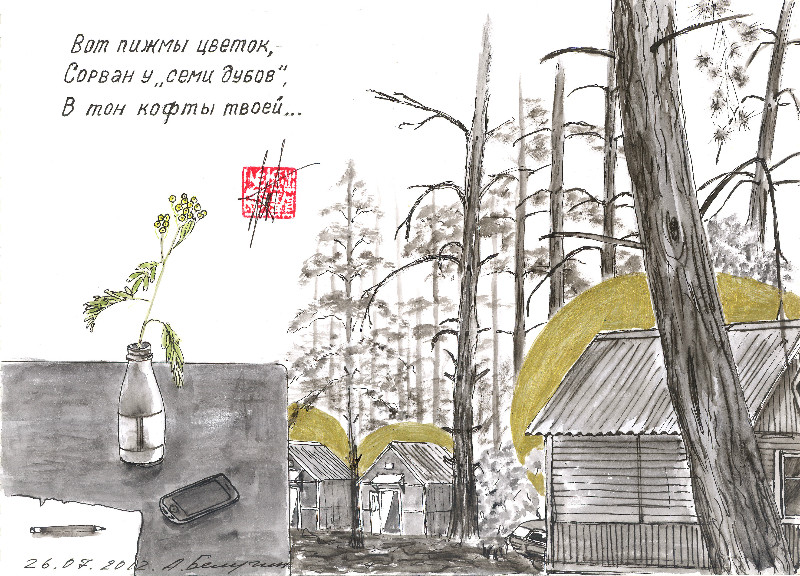 Вот пижмы цветок,
Сорван у „семи дубов",
В тон кофты твоей...
26.07.2012. А. Белугин